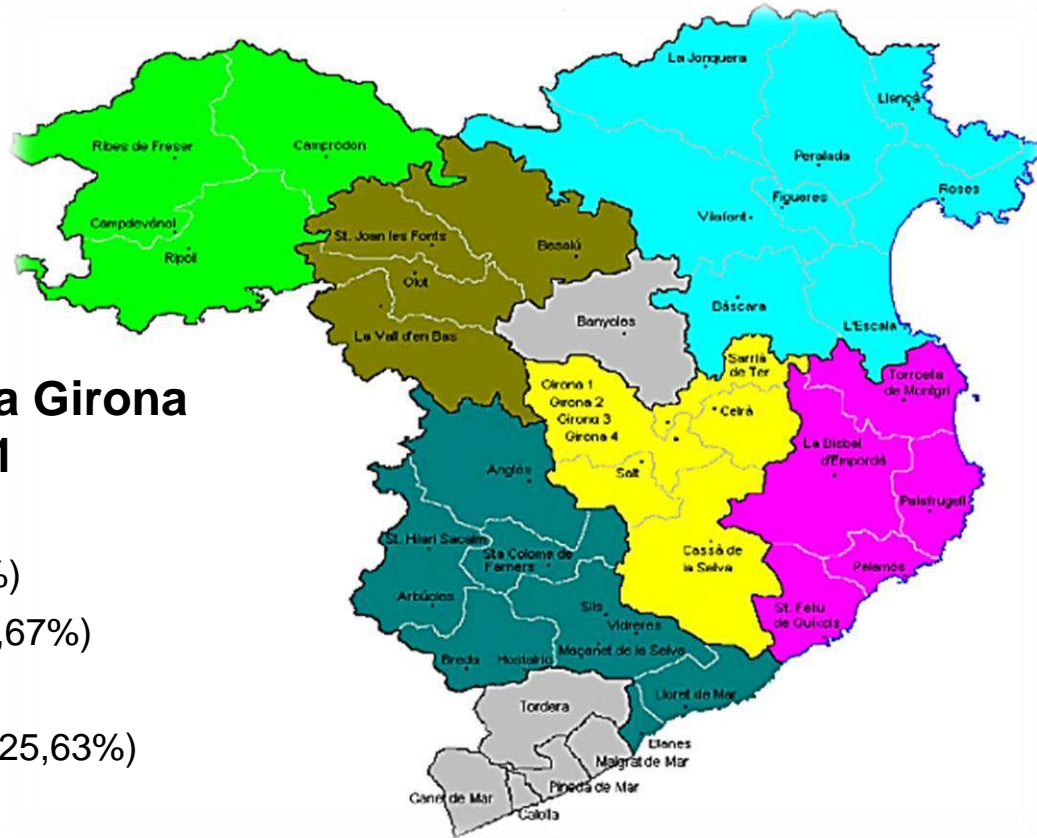 La Jonquera
Llançà
Ribes de Freser
Camprodon
Peralada
Roses
Figueres
Vilafant
Campdevànol
St. Joan les Fonts
Besalú
Ripoll
Olot
Bàscara
L'Escala
Banyoles
La Vall d'en Bas
a Girona
1
Sarrià
de Ter
Torroella
de Montgrí
Girona 1
Girona 2
Girona 3
Girona 4
Celrà
La Bisbal
d'Empordà
Salt
Anglès
Palafrugell
St. Hilari Sacalm
Sta Coloma de
Farners
Cassà de
la Selva
Palamós
%)
Arbúcies
Sils
St. Feliu
de Guíxols
,67%)
Vidreres
Maçanet de la Selva
Breda
Hostalric
Lloret de Mar
Tordera
25,63%)
Blanes
Malgrat de Mar
Pineda de Mar
Canet de Mar
Calella